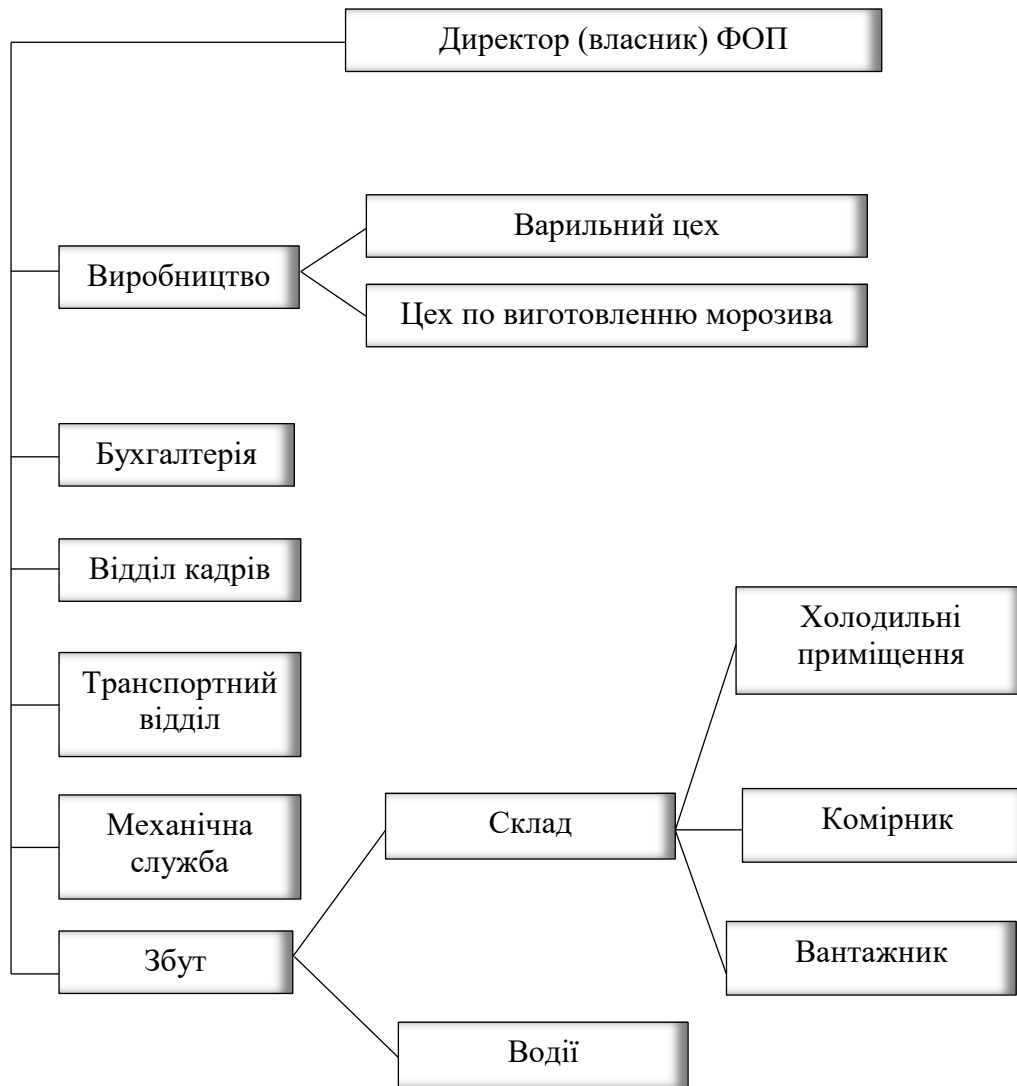 Директор (власник) ФОП
Варильний цех
Виробництво
Цех по виготовленню морозива
Бухгалтерія
Відділ кадрів
Холодильні
приміщення
Транспортний
відділ
Механічна
служба
Склад
Комірник
Збут
Вантажник
Водії